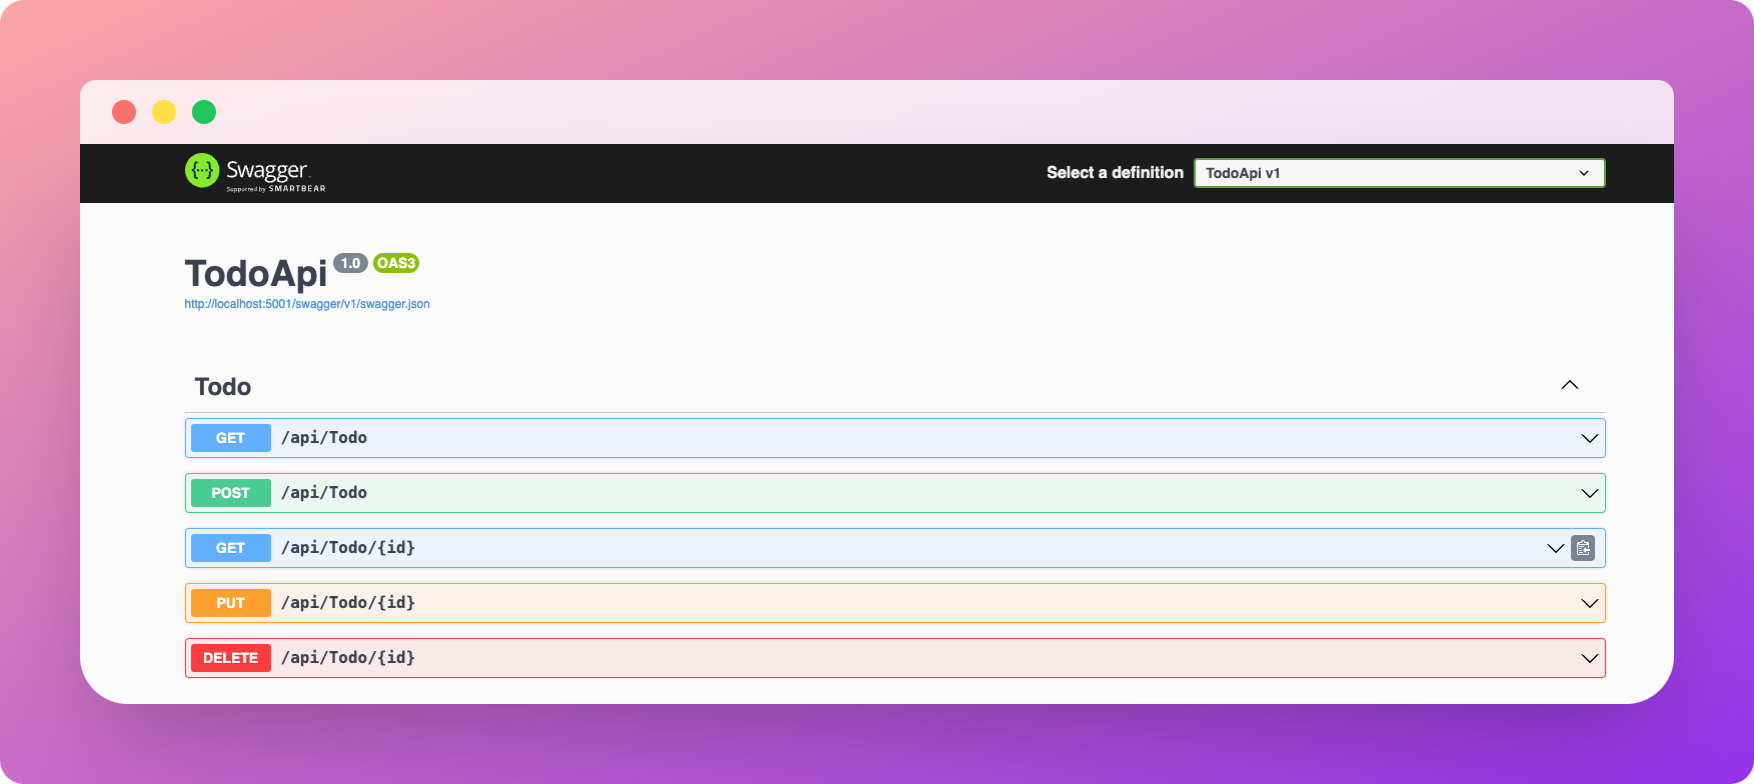 {···} Swagger
Supported by SMARTBEAR
Select a definition
TodoApi v1
TodoApi 1.0 OAS3
http://localhost:5001/swagger/v1/swagger.json
Todo
GET /api/Todo
POST /api/Todo
GET /api/Todo/{id}
PUT /api/Todo/{id}
DELETE /api/Todo/{id}